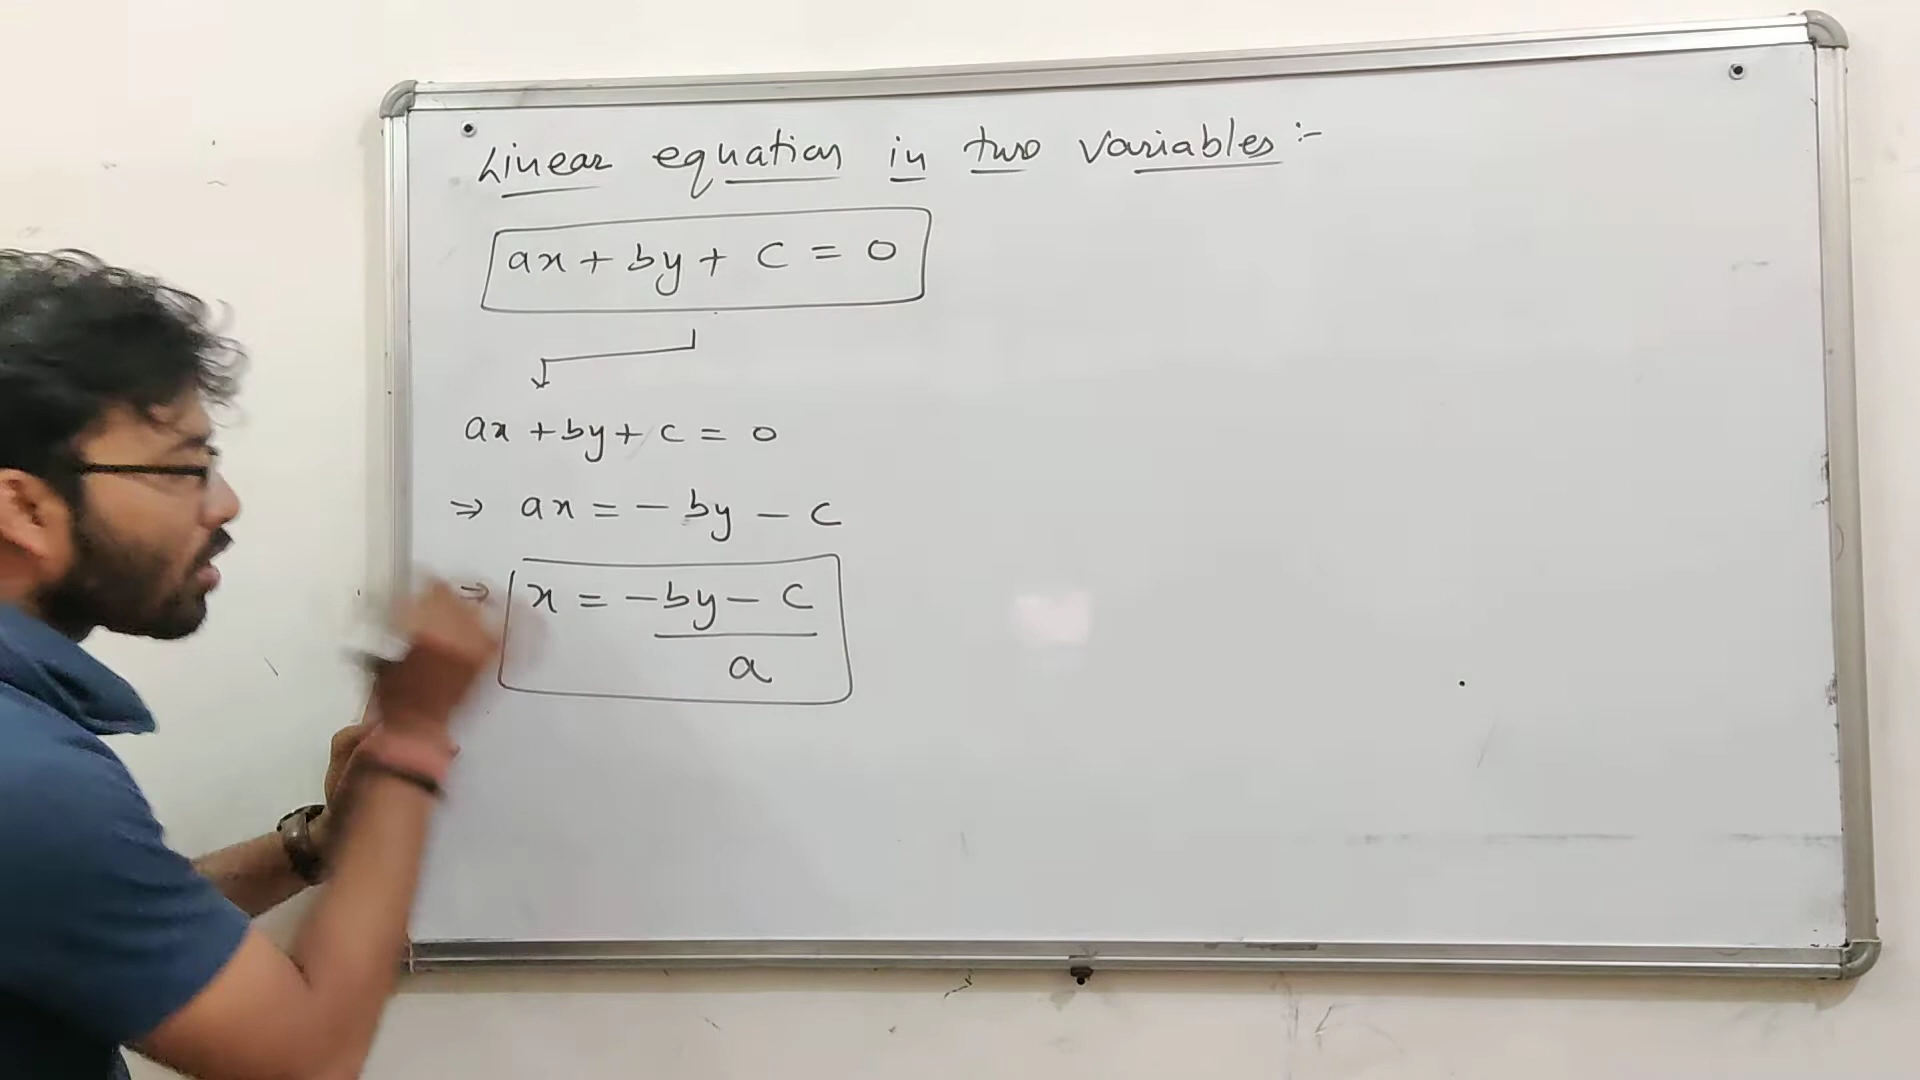 Linear equation in two variables :-
ax + by + c = 0
ax + by + c = 0
⇒ ax = - by - c
⇒ x = - by - c
a